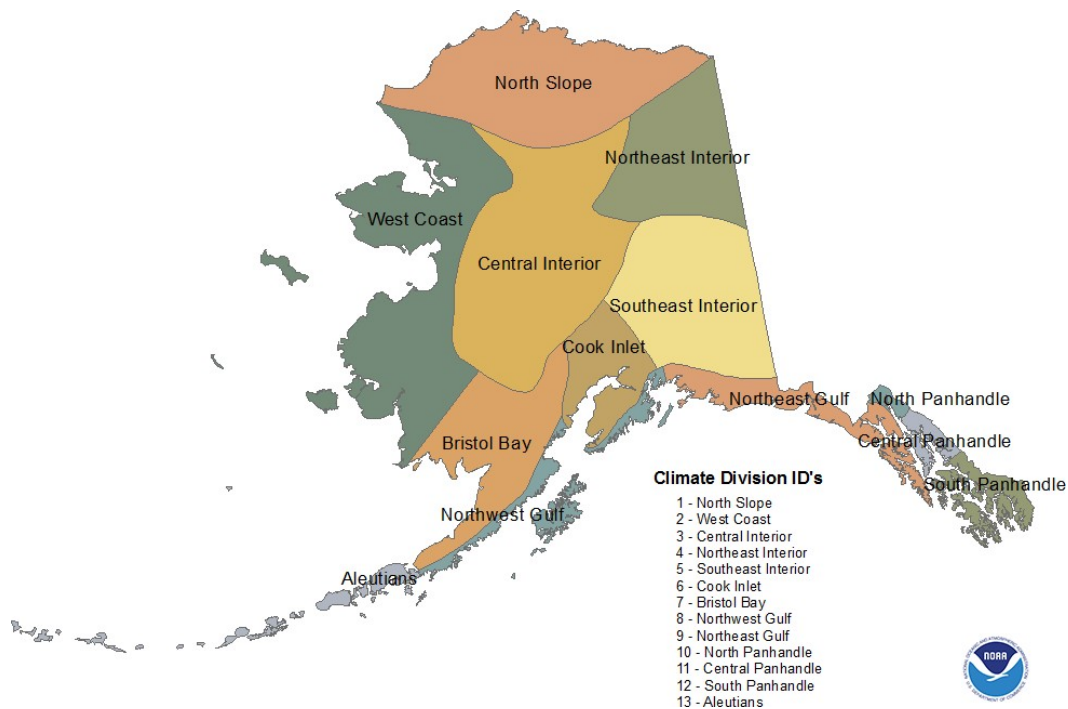 North Slope
Northeast Interior
West Coast
Central Interior
Southeast Interior
Cook Inlet
Northeast Gulf
North Panhandle
Bristol Bay
Central Panhandle
South Panhandle
Northwest Gulf
Aleutians
Climate Division ID's
1 - North Slope
2 - West Coast
3 - Central Interior
4 - Northeast Interior
5 - Southeast Interior
6 - Cook Inlet
7 - Bristol Bay
8 - Northwest Gulf
9 - Northeast Gulf
10 - North Panhandle
11 - Central Panhandle
12 - South Panhandle
13 - Aleutians
NOAA